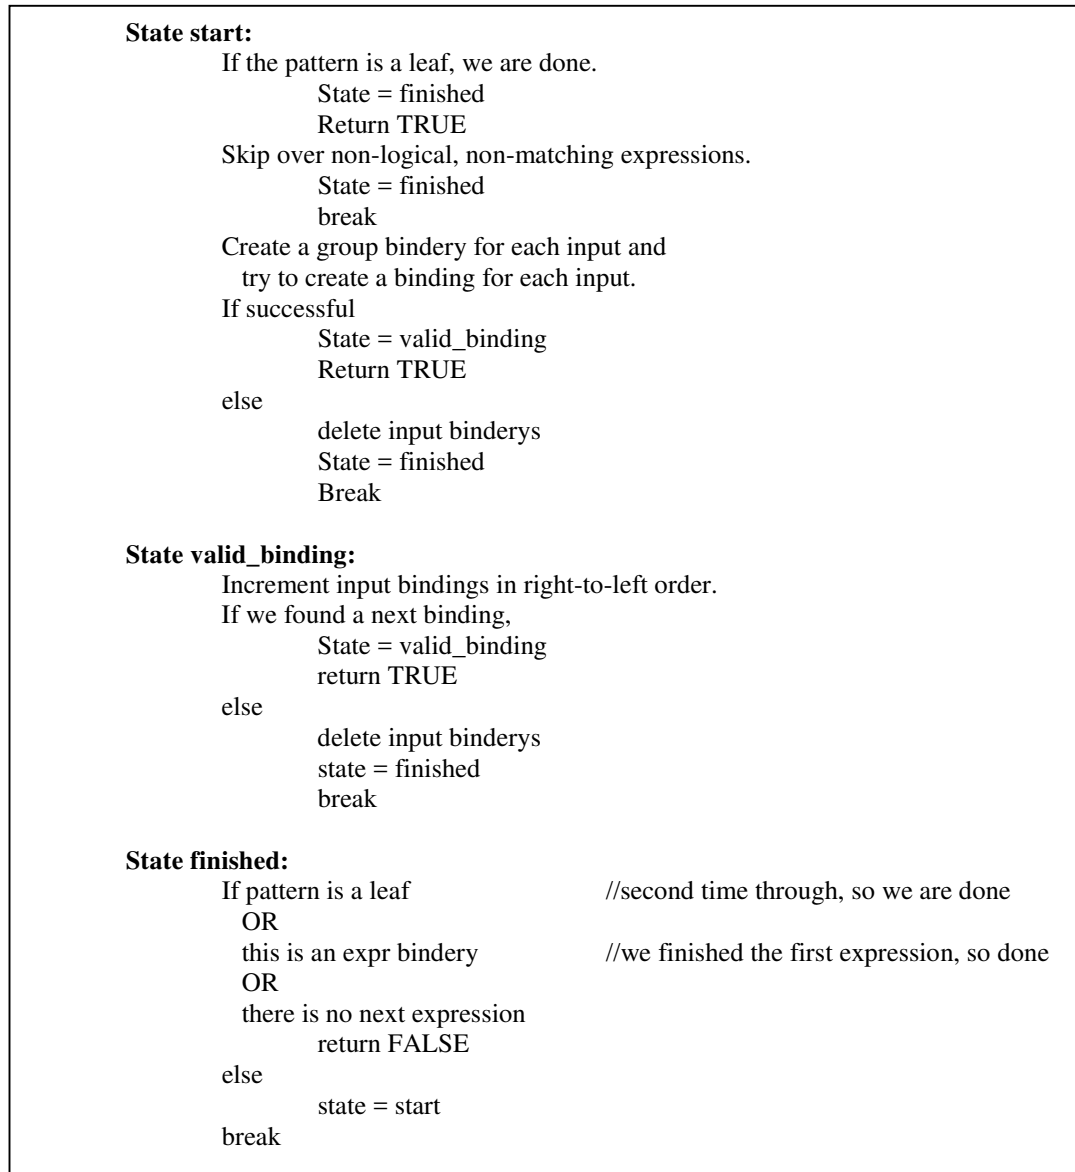 State start:
If the pattern is a leaf, we are done.
State = finished
Return TRUE
Skip over non-logical, non-matching expressions.
State = finished
break
Create a group bindery for each input and
try to create a binding for each input.
If successful
State = valid_binding
Return TRUE
else
delete input binderys
State = finished
Break
State valid_binding:
Increment input bindings in right-to-left order.
If we found a next binding,
State = valid_binding
return TRUE
else
delete input binderys
state = finished
break
State finished:
If pattern is a leaf //second time through, so we are done
OR
this is an expr bindery //we finished the first expression, so done
OR
there is no next expression
return FALSE
else
state = start
break